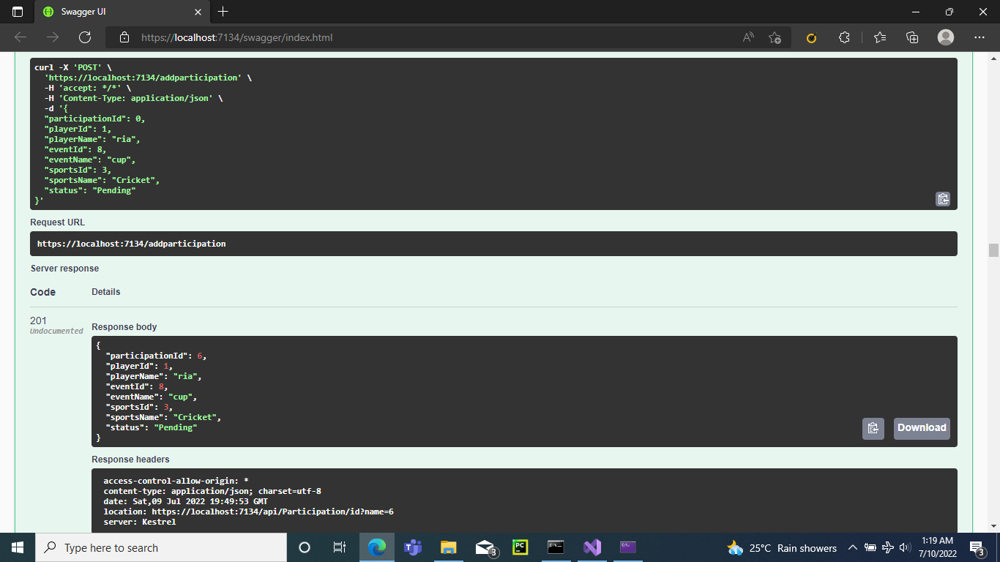 Swagger UI
https://localhost:7134/swagger/index.html
curl -X 'POST' \
'https://localhost:7134/addparticipation' \
-H 'accept: */*' \
-H 'Content-Type: application/json' \
-d '{
"participationId": 0,
"playerId": 1,
"playerName": "ria",
"eventId": 8,
"eventName": "cup",
"sportsId": 3,
"sportsName": "Cricket",
"status": "Pending"
}'
Request URL
https://localhost:7134/addparticipation
Server response
Code Details
201
Undocumented
Response body
{
"participationId": 6,
"playerId": 1,
"playerName": "ria",
"eventId": 8,
"eventName": "cup",
"sportsId": 3,
"sportsName": "Cricket",
"status": "Pending"
}
Download
Response headers
access-control-allow-origin: *
content-type: application/json; charset=utf-8
date: Sat,09 Jul 2022 19:49:53 GMT
location: https://localhost:7134/api/Participation/id?name=6
server: Kestrel
Type here to search
3
PC
25°C Rain showers
1:19 AM
7/10/2022
3